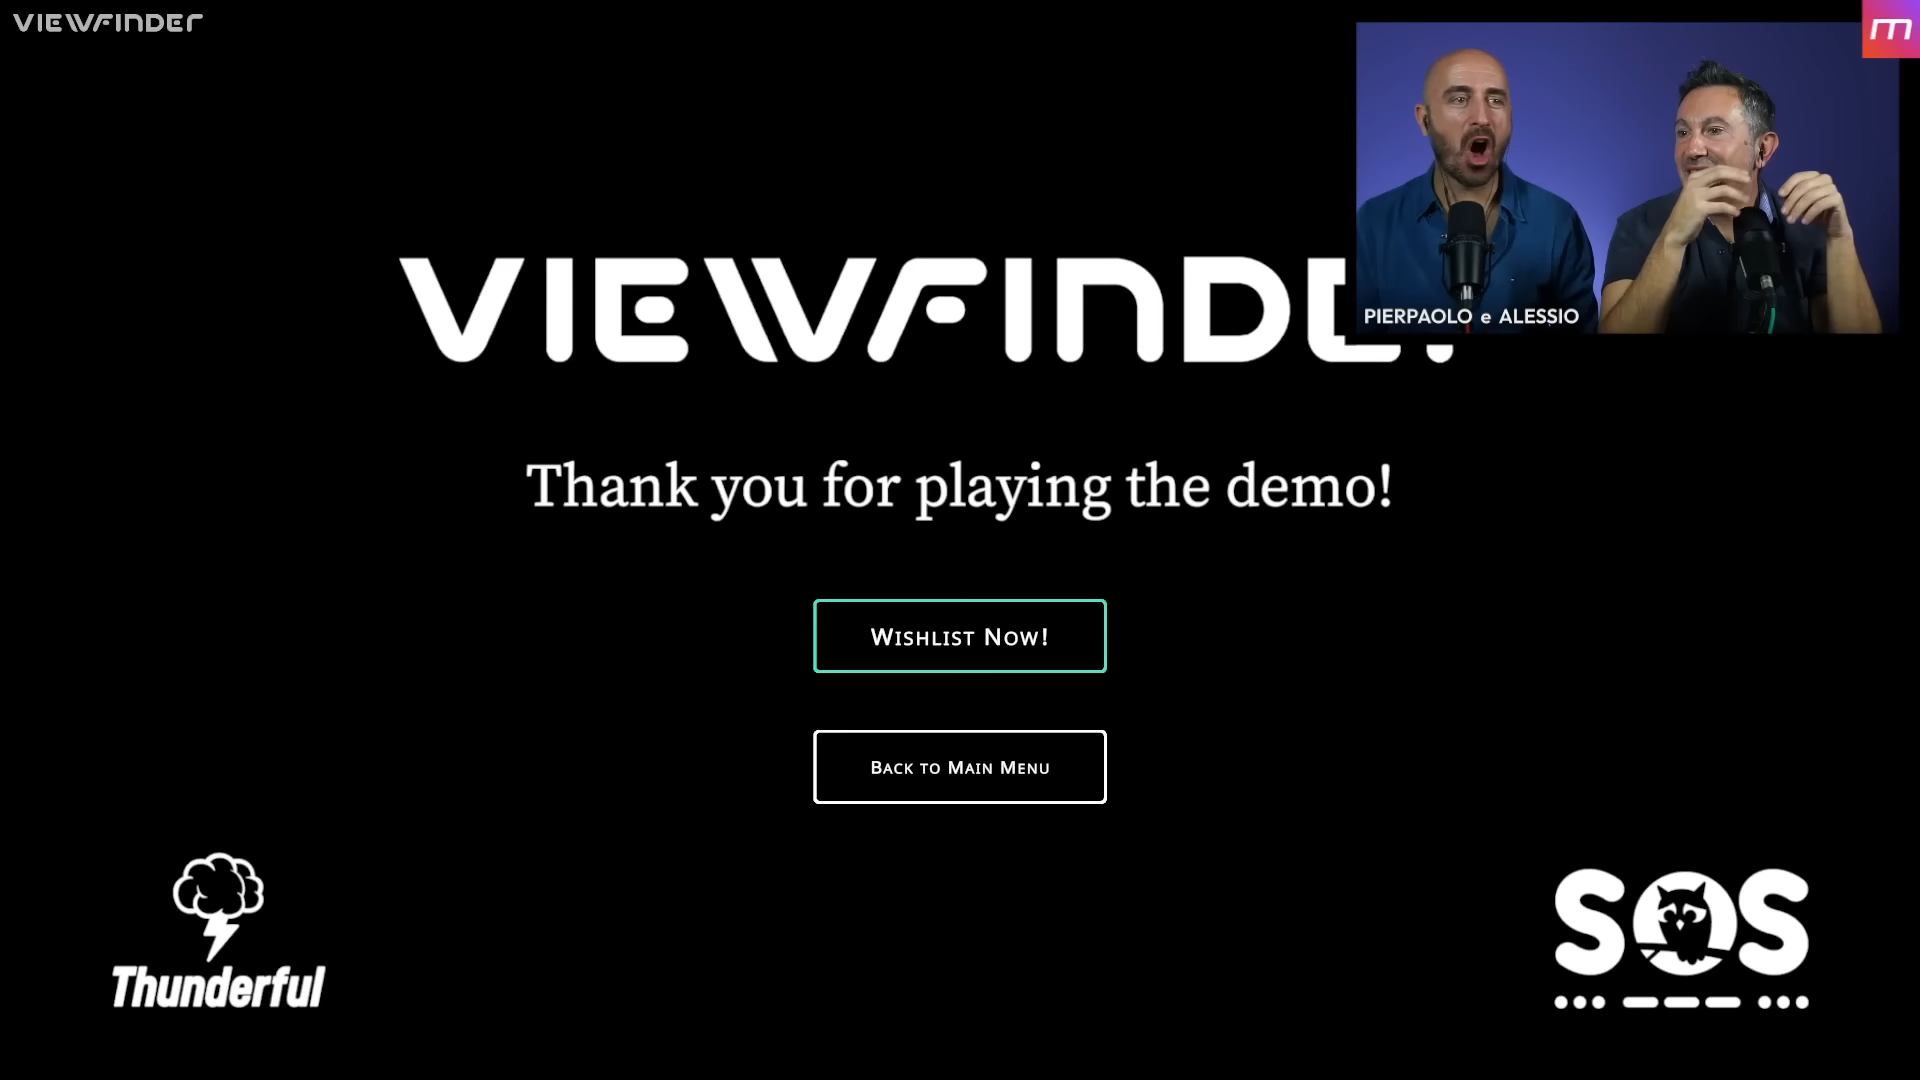 VIEWFINDER
m
PIERPAOLO e ALESSIO
VIEWFINDE
Thank you for playing the demo!
WISHLIST NOW!
BACK TO MAIN MENU
Thunderful
SOS